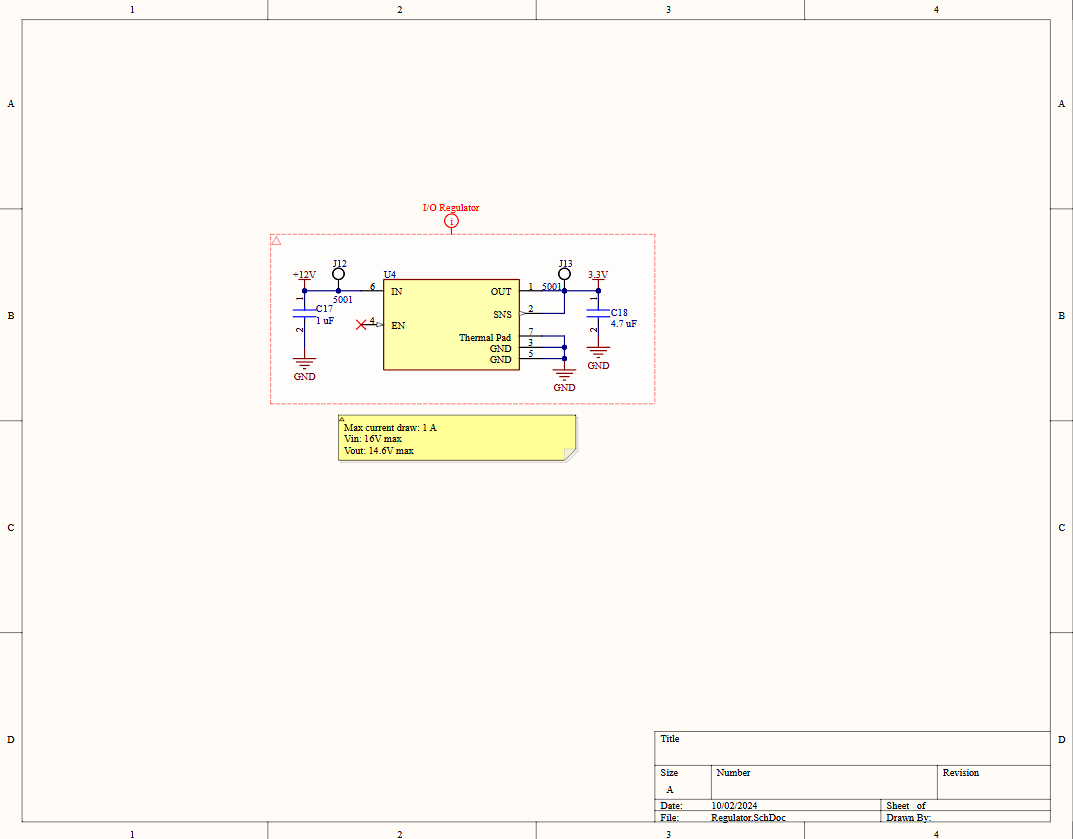 1 2 3 4
A A
I/O Regulator
i
J12 J13
+12V U4 3.3V
6 IN OUT 1 5001
5001
1 C17 1
1 uF
SNS 2
C18
4.7 uF
2 4 EN 2
Thermal Pad 7
GND 3
GND 5
GND
GND
GND
B B
Max current draw: 1 A
Vin: 16V max
Vout: 14.6V max
C C
D D
Title
Size Number Revision
A
Date: 10/02/2024 Sheet of
File: Regulator.SchDoc Drawn By:
1 2 3 4